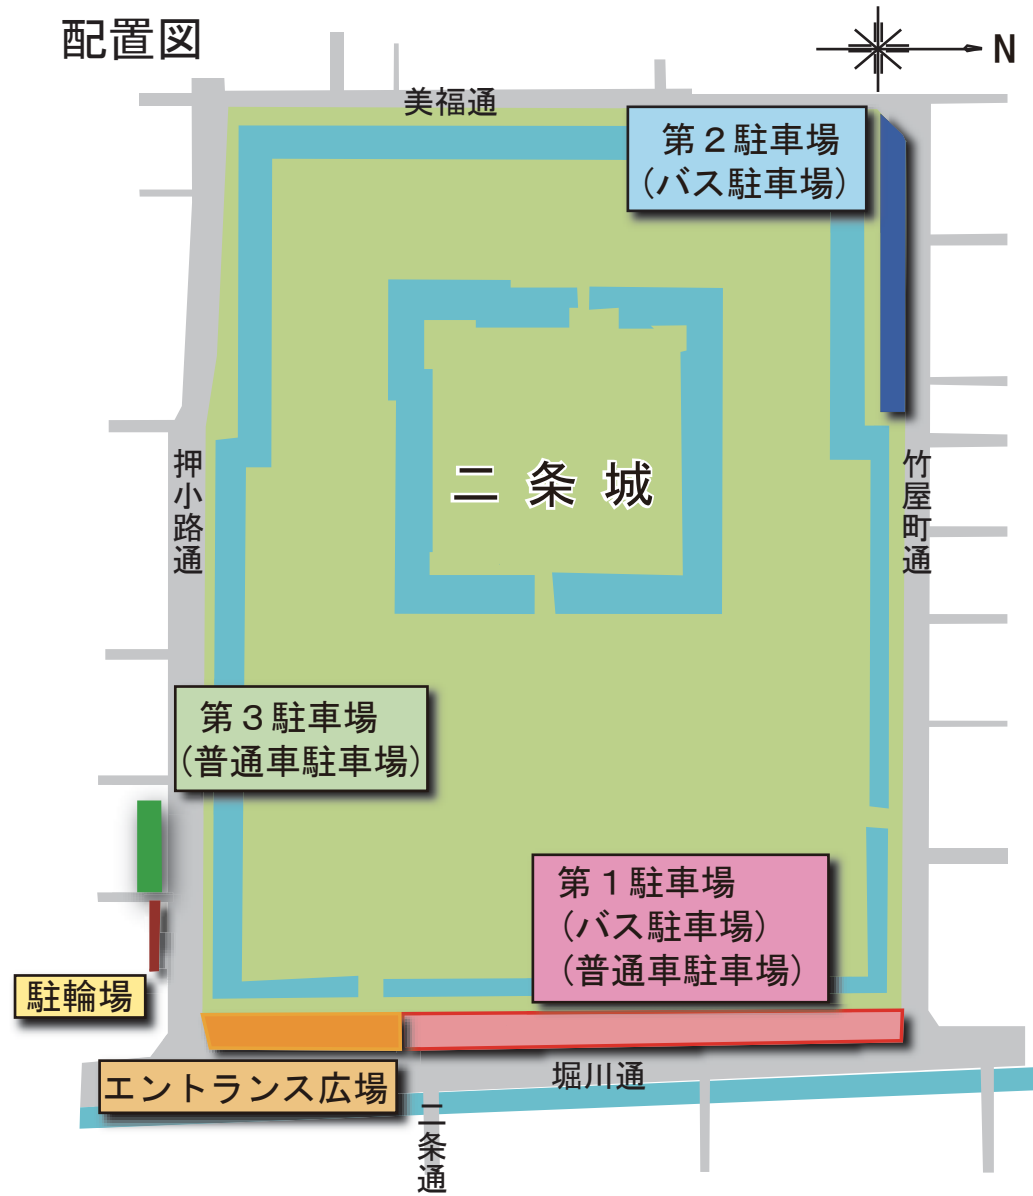 配置図
N
美福通
第２駐車場
(バス駐車場)
二条城
押小路通
竹屋町通
第３駐車場
(普通車駐車場)
第１駐車場
(バス駐車場)
(普通車駐車場)
駐輪場
エントランス広場
堀川通
二条通